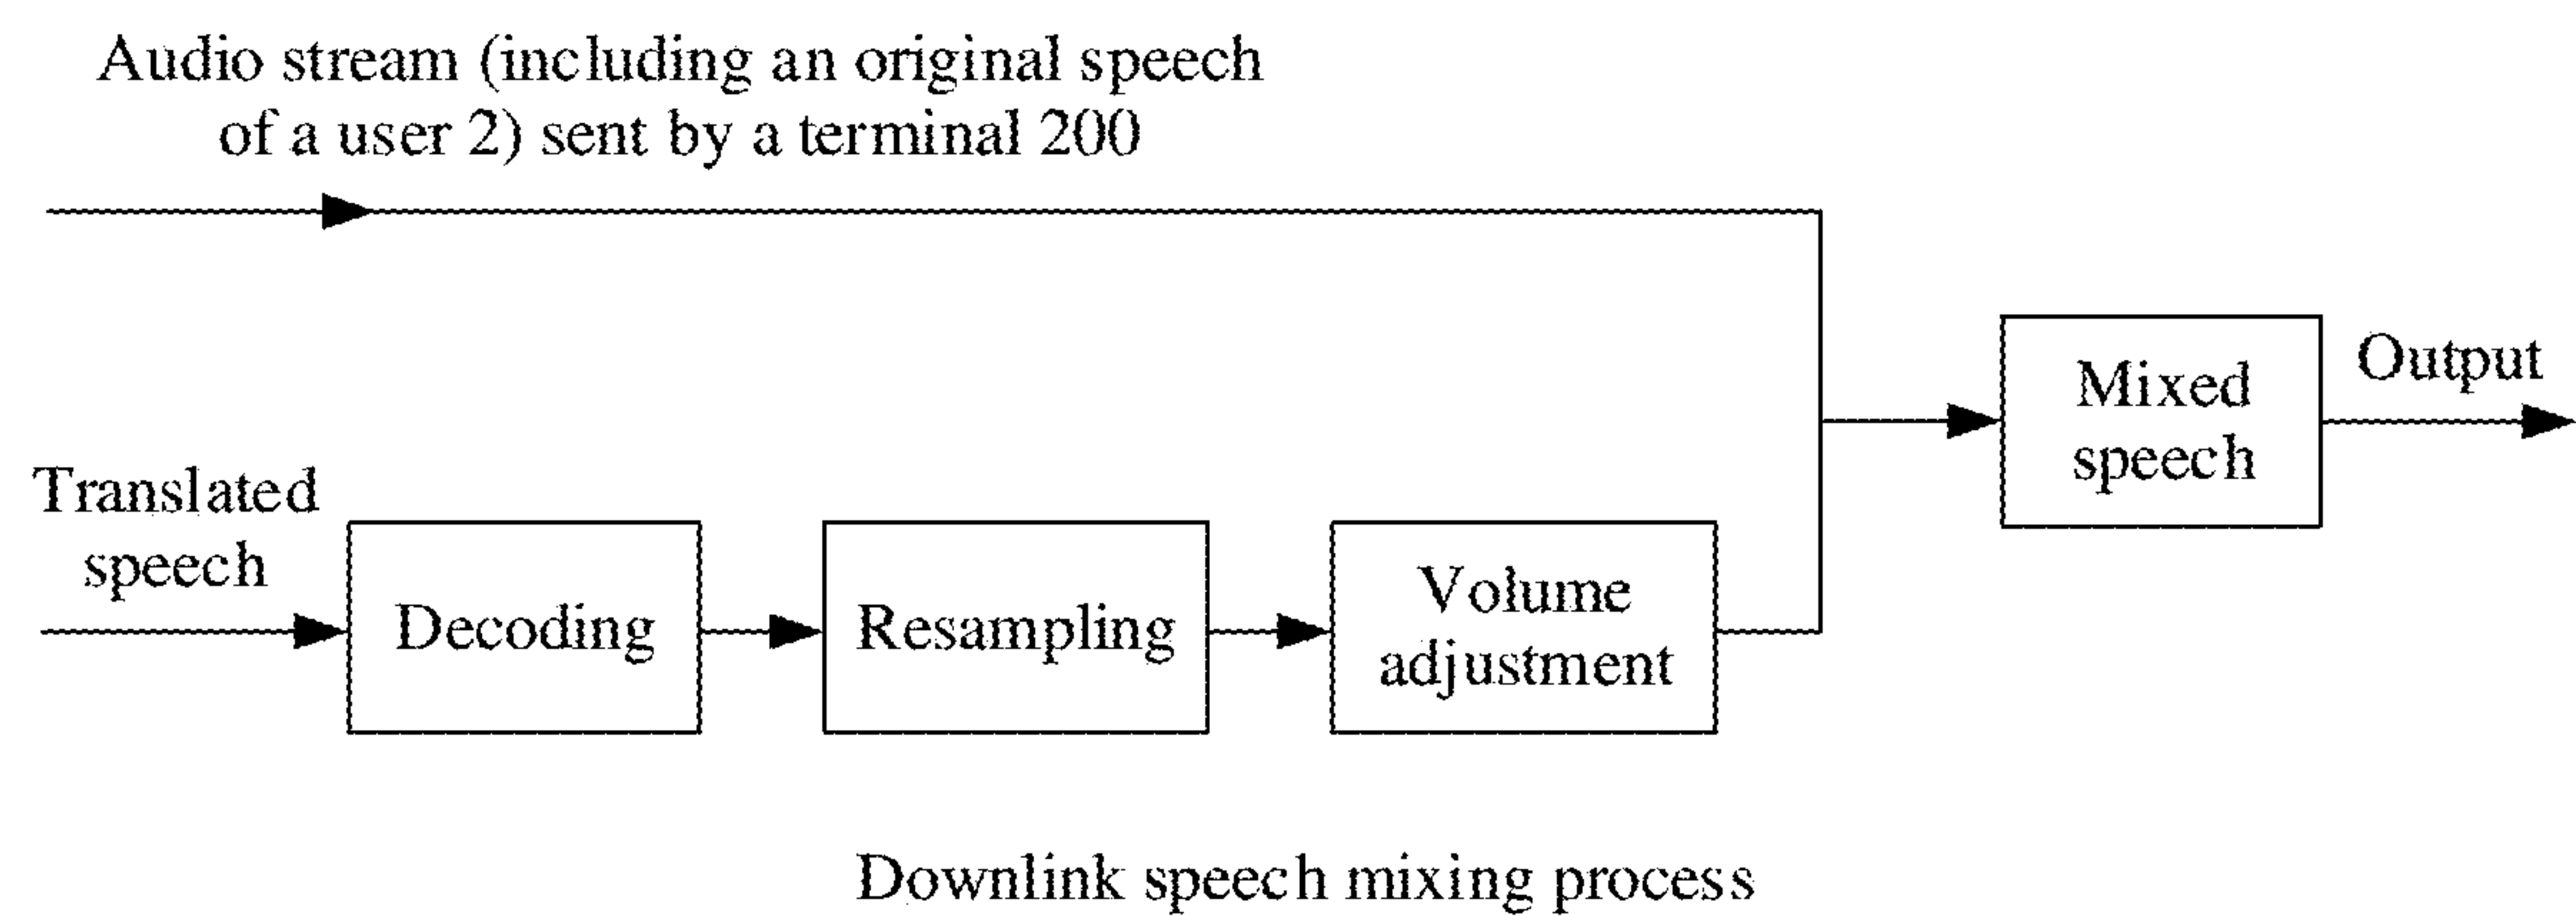 Audio stream (including an original speech
of a user 2) sent by a terminal 200
Translated
speech
Decoding
Resampling
Volume
adjustment
Mixed
speech
Output
Downlink speech mixing process